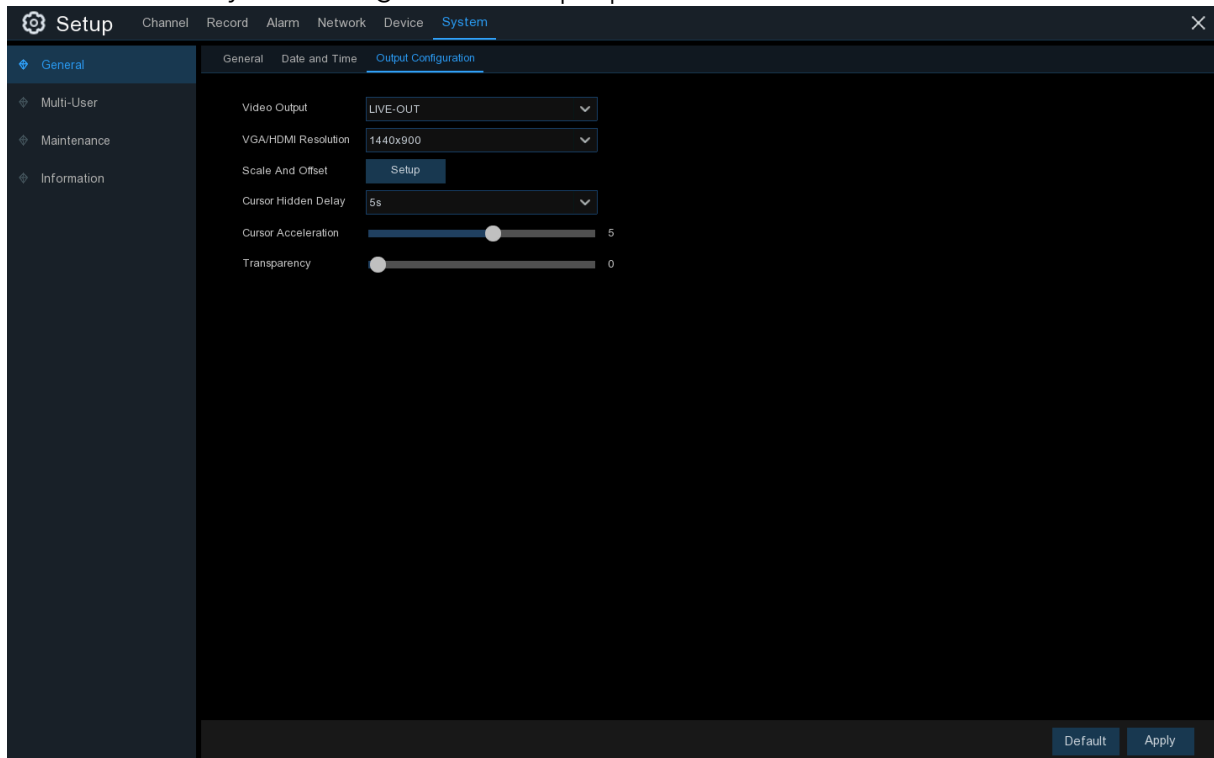 Setup Channel Record Alarm Network Device System
General Date and Time Output Configuration
General
Multi-User
Maintenance
Information
Video Output LIVE-OUT
VGA/HDMI Resolution 1440x900
Scale And Offset Setup
Cursor Hidden Delay 5s
Cursor Acceleration 5
Transparency 0
Default Apply